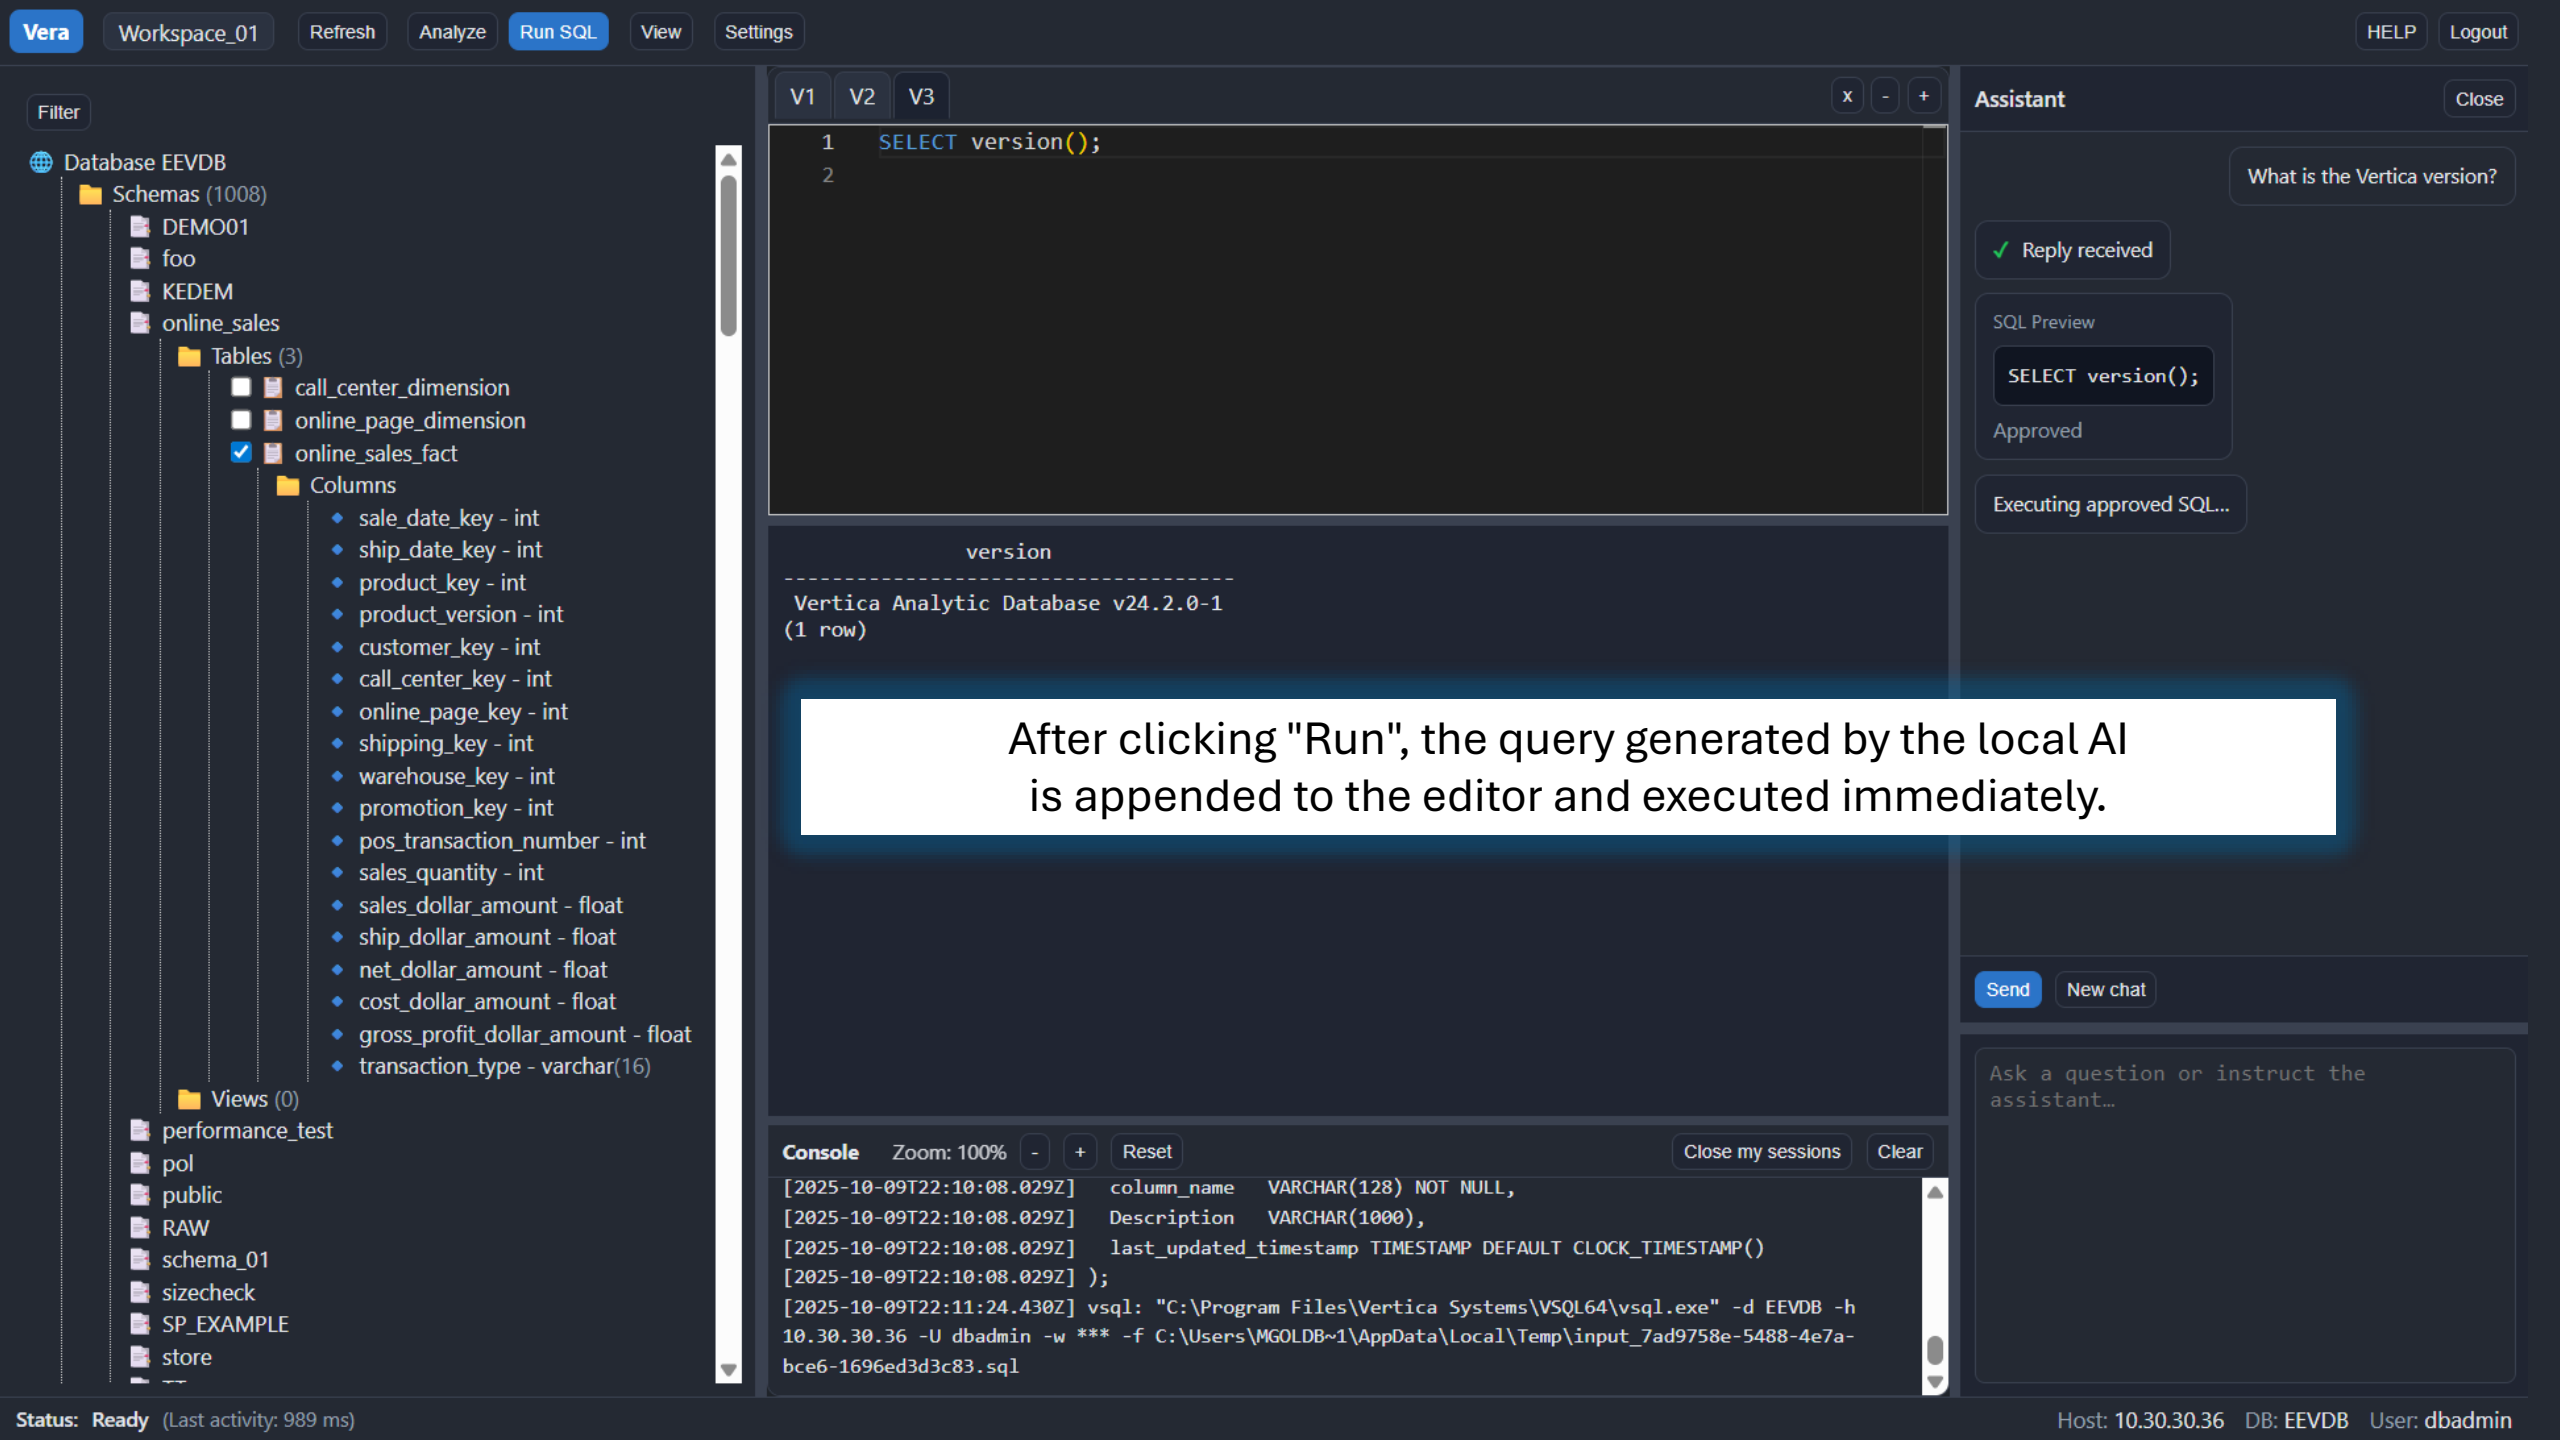 Vera Workspace_01 Refresh Analyze Run SQL View Settings HELP Logout
Filter
Database EEVDB
Schemas (1008)
DEMO01
foo
KEDEM
online_sales
Tables (3)
call_center_dimension
online_page_dimension
online_sales_fact
Columns
sale_date_key - int
ship_date_key - int
product_key - int
product_version - int
customer_key - int
call_center_key - int
online_page_key - int
shipping_key - int
warehouse_key - int
promotion_key - int
pos_transaction_number - int
sales_quantity - int
sales_dollar_amount - float
ship_dollar_amount - float
net_dollar_amount - float
cost_dollar_amount - float
gross_profit_dollar_amount - float
transaction_type - varchar(16)
Views (0)
performance_test
pol
public
RAW
schema_01
sizecheck
SP_EXAMPLE
store
V1 V2 V3 x - +
1 SELECT version();
2
version
-------------------------------------
Vertica Analytic Database v24.2.0-1
(1 row)
After clicking "Run", the query generated by the local AI
is appended to the editor and executed immediately.
Console Zoom: 100% - + Reset Close my sessions Clear
[2025-10-09T22:10:08.029Z] column_name VARCHAR(128) NOT NULL,
[2025-10-09T22:10:08.029Z] Description VARCHAR(1000),
[2025-10-09T22:10:08.029Z] last_updated_timestamp TIMESTAMP DEFAULT CLOCK_TIMESTAMP()
[2025-10-09T22:10:08.029Z] );
[2025-10-09T22:11:24.430Z] vsql: "C:\Program Files\Vertica Systems\VSQL64\vsql.exe" -d EEVDB -h
10.30.30.36 -U dbadmin -w *** -f C:\Users\MGOLDB~1\AppData\Local\Temp\input_7ad9758e-5488-4e7a-
bce6-1696ed3d3c83.sql
Assistant Close
What is the Vertica version?
✓ Reply received
SQL Preview
SELECT version();
Approved
Executing approved SQL...
Send New chat
Ask a question or instruct the
assistant…
Status: Ready (Last activity: 989 ms) Host: 10.30.30.36 DB: EEVDB User: dbadmin